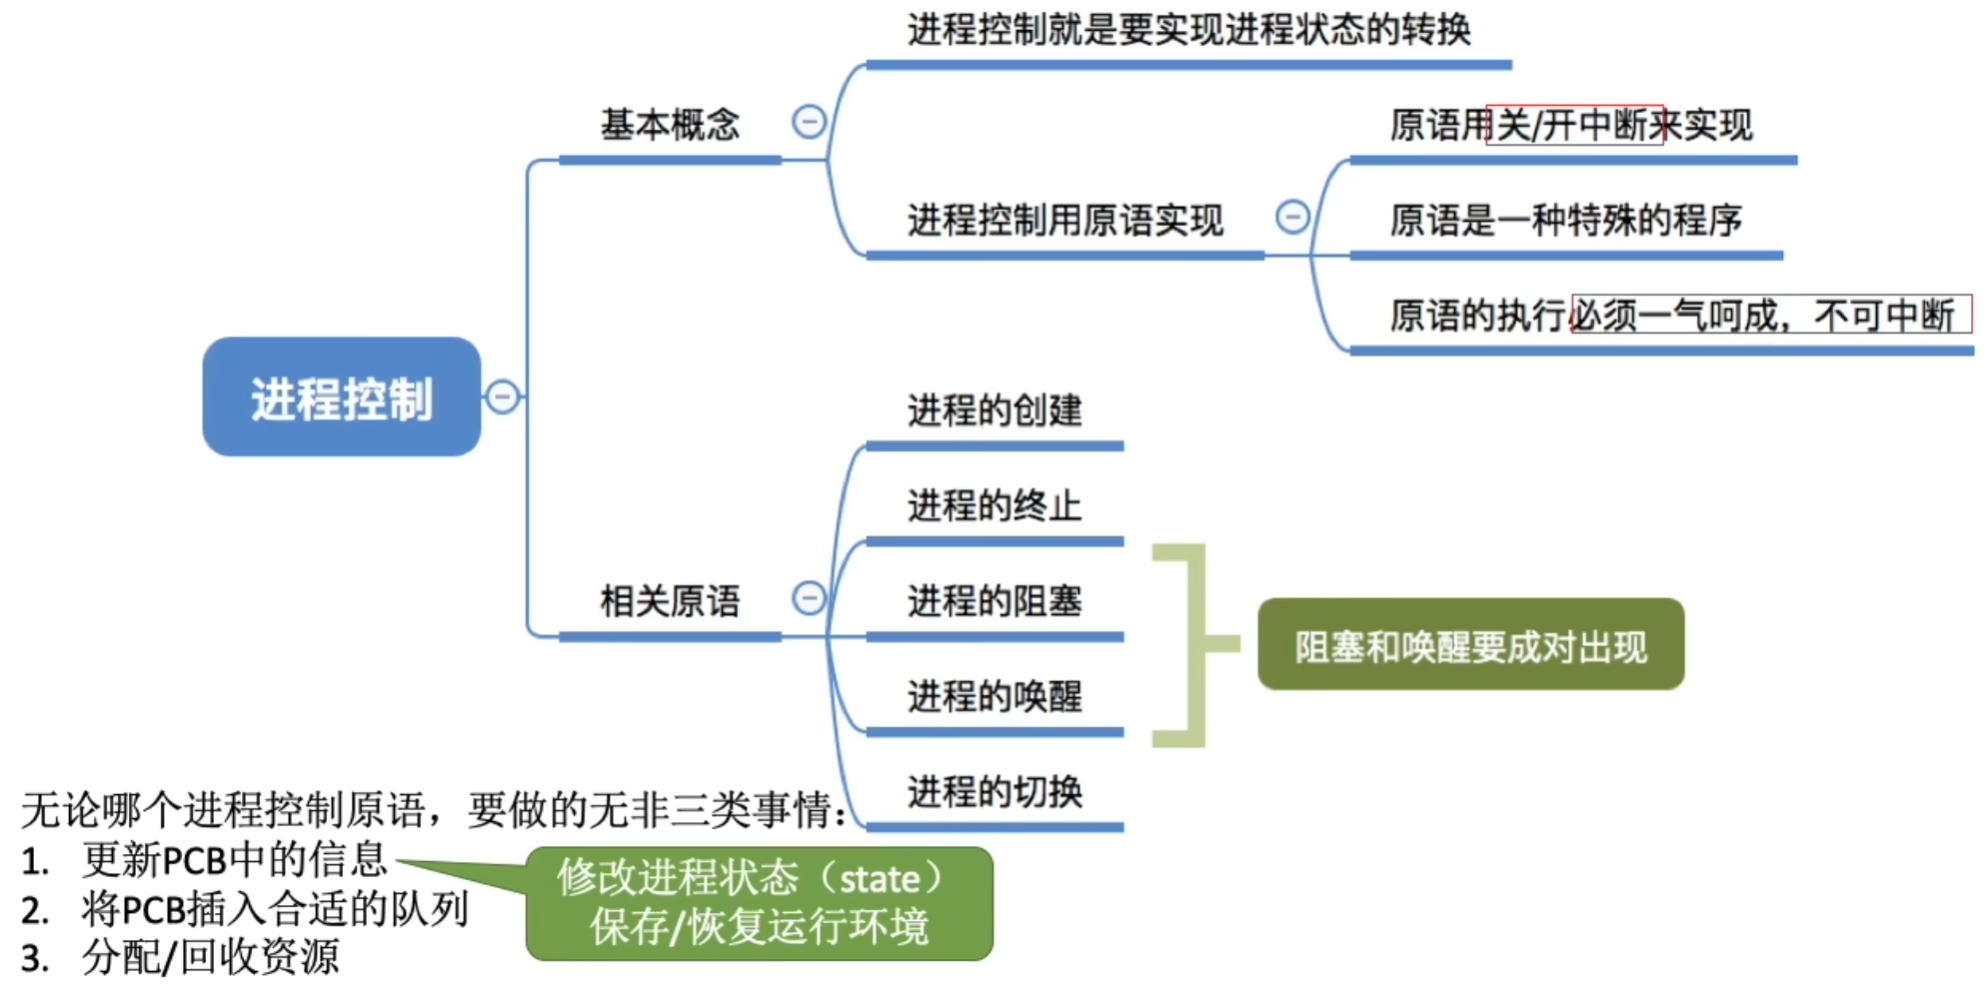 进程控制
基本概念
进程控制就是要实现进程状态的转换
进程控制用原语实现
原语用关/开中断来实现
原语是一种特殊的程序
原语的执行必须一气呵成，不可中断
相关原语
进程的创建
进程的终止
进程的阻塞
进程的唤醒
进程的切换
阻塞和唤醒要成对出现
无论哪个进程控制原语，要做的无非三类事情：
1. 更新PCB中的信息
2. 将PCB插入合适的队列
3. 分配/回收资源
修改进程状态（state）
保存/恢复运行环境